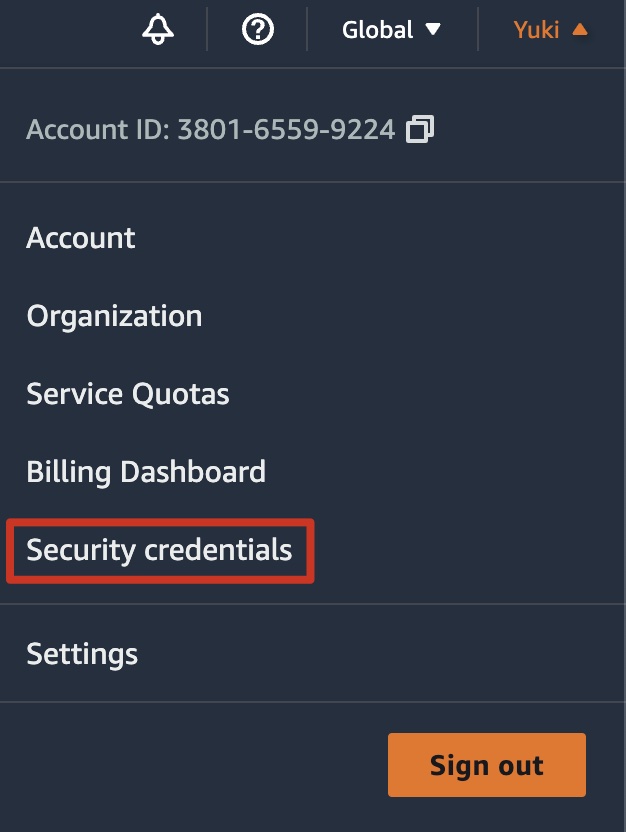 Global Yuki
Account ID: 3801-6559-9224
Account
Organization
Service Quotas
Billing Dashboard
Security credentials
Settings
Sign out